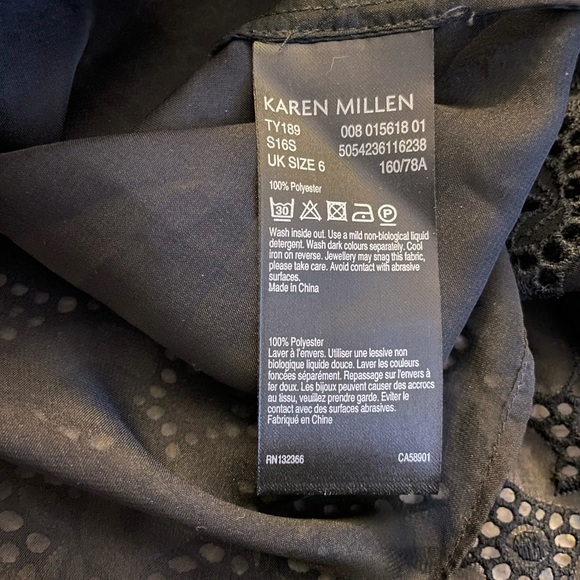 KAREN MILLEN
TY189 008 015618 01
S16S 5054236116238
UK SIZE 6 160/78A
100% Polyester
30 P
Wash inside out. Use a mild non-biological liquid
detergent. Wash dark colours separately. Cool
iron on reverse. Jewellery may snag this fabric,
please take care. Avoid contact with abrasive
surfaces.
Made in China
100% Polyester
Laver à l'envers. Utiliser une lessive non
biologique liquide douce. Laver les couleurs
foncées séparément. Repassage sur l'envers à
fer doux. Les bijoux peuvent causer des accrocs
au tissu, veuillez prendre garde. Eviter le
contact avec des surfaces abrasives.
Fabriqué en Chine
RN132366 CA58901